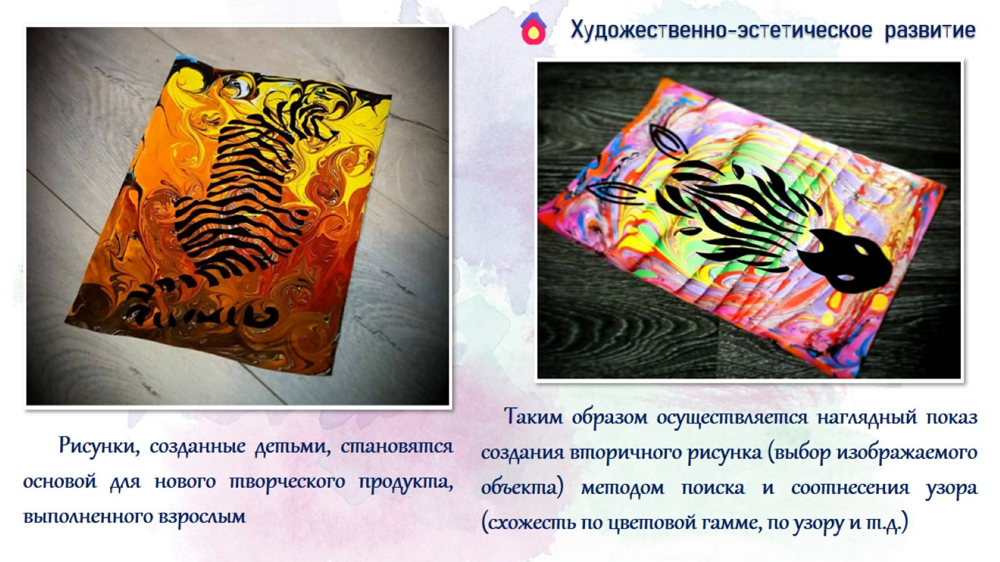 Художественно-эстетическое развитие
Рисунки, созданные детьми, становятся
основой для нового творческого продукта,
выполненного взрослым
Таким образом осуществляется наглядный показ
создания вторичного рисунка (выбор изображаемого
объекта) методом поиска и соотнесения узора
(схожесть по цветовой гамме, по узору и т.д.)